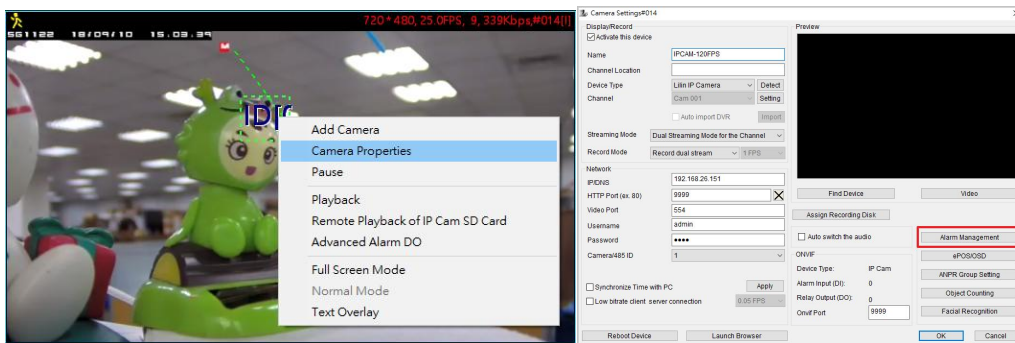 720*480, 25.0FPS, 9, 339Kbps,#014[I]
561122 18/09/10 15.03.39
Add Camera
Camera Properties
Pause
Playback
Remote Playback of IP Cam SD Card
Advanced Alarm DO
Full Screen Mode
Normal Mode
Text Overlay
Camera Settings#014
Display/Record
Activate this device
Name IPCAM-120FPS
Channel Location
Device Type Lilin IP Camera Detect
Channel Cam 001 Setting
Auto import DVR Import
Streaming Mode Dual Streaming Mode for the Channel
Record Mode Record dual stream 1 FPS
Network
IP/DNS 192.168.26.151
HTTP Port (ex. 80) 9999
Video Port 554
Username admin
Password ●●●●
Camera/485 ID 1
Synchronize Time with PC Apply
Low bitrate client server connection 0.05 FPS
Reboot Device Launch Browser
Preview
Find Device Video
Assign Recording Disk
Auto switch the audio Alarm Management
ONVIF ePOS/OSD
Device Type: IP Cam
ANPR Group Setting
Alarm Input (DI): 0
Object Counting
Relay Output (DO): 0
Onvif Port 9999 Facial Recognition
OK Cancel